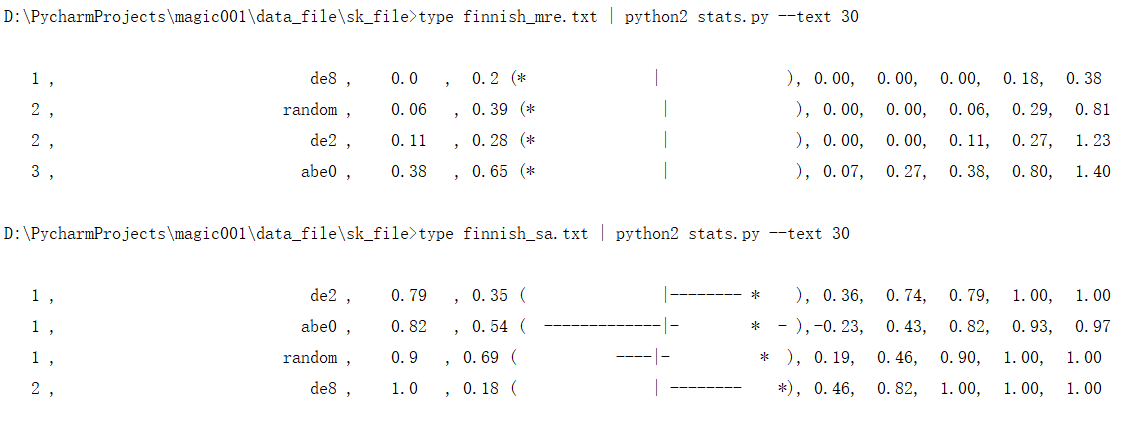 D:\PycharmProjects\magic001\data_file\sk_file>type finnish_mre.txt | python2 stats.py --text 30
1 , de8 , 0.0 , 0.2 (* | ), 0.00, 0.00, 0.00, 0.18, 0.38
2 , random , 0.06 , 0.39 (* | ), 0.00, 0.00, 0.06, 0.29, 0.81
2 , de2 , 0.11 , 0.28 (* | ), 0.00, 0.00, 0.11, 0.27, 1.23
3 , abe0 , 0.38 , 0.65 (* | ), 0.07, 0.27, 0.38, 0.80, 1.40
D:\PycharmProjects\magic001\data_file\sk_file>type finnish_sa.txt | python2 stats.py --text 30
1 , de2 , 0.79 , 0.35 ( |-------- * ), 0.36, 0.74, 0.79, 1.00, 1.00
1 , abe0 , 0.82 , 0.54 ( -------------|- * - ),-0.23, 0.43, 0.82, 0.93, 0.97
1 , random , 0.9 , 0.69 ( ----|- * ), 0.19, 0.46, 0.90, 1.00, 1.00
2 , de8 , 1.0 , 0.18 ( | -------- *), 0.46, 0.82, 1.00, 1.00, 1.00